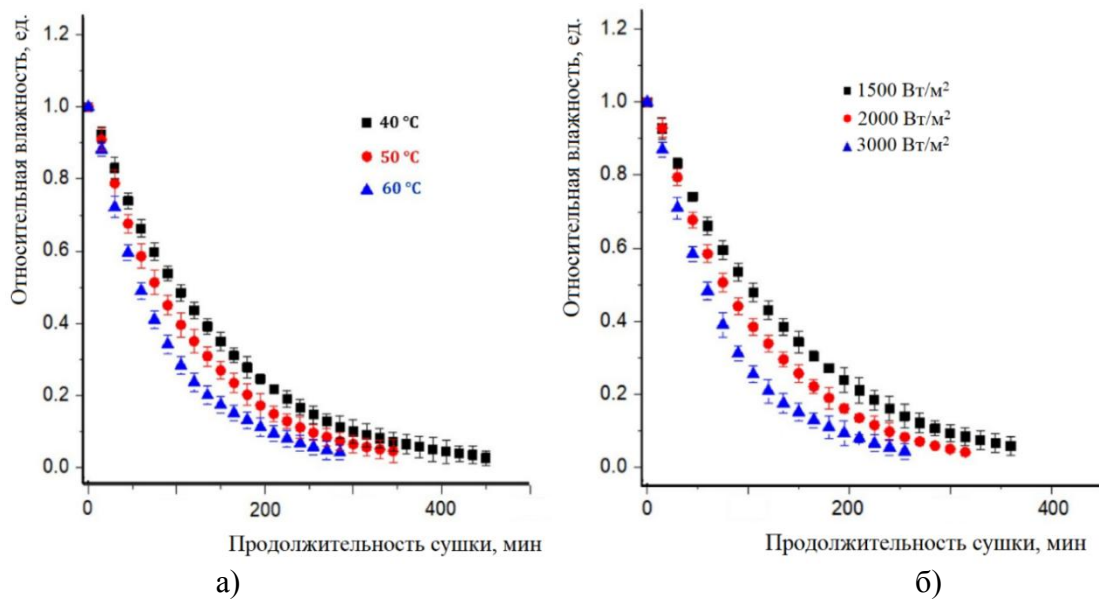 Относительная влажность, ед.
1.2
1.0
0.8
0.6
0.4
0.2
0.0
0
200
400
40 °C
50 °C
60 °C
Продолжительность сушки, мин
а)
Относительная влажность, ед.
1.2
1.0
0.8
0.6
0.4
0.2
0.0
0
200
400
1500 Вт/м²
2000 Вт/м²
3000 Вт/м²
Продолжительность сушки, мин
б)